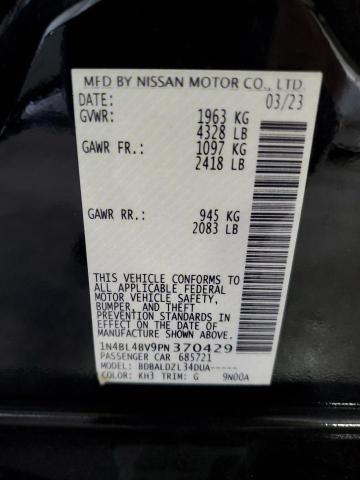 MFD BY NISSAN MOTOR CO., LTD.
DATE: 03/23
GVWR: 1963 KG
4328 LB
GAWR FR.: 1097 KG
2418 LB
GAWR RR.: 945 KG
2083 LB
THIS VEHICLE CONFORMS TO
ALL APPLICABLE FEDERAL
MOTOR VEHICLE SAFETY,
BUMPER, AND THEFT
PREVENTION STANDARDS IN
EFFECT ON THE DATE OF
MANUFACTURE SHOWN ABOVE.
1N4BL4BV9PN370429
PASSENGER CAR 685721
MODEL: BDBALDZL34DUA-----
COLOR: KH3 TRIM: G 9N00A